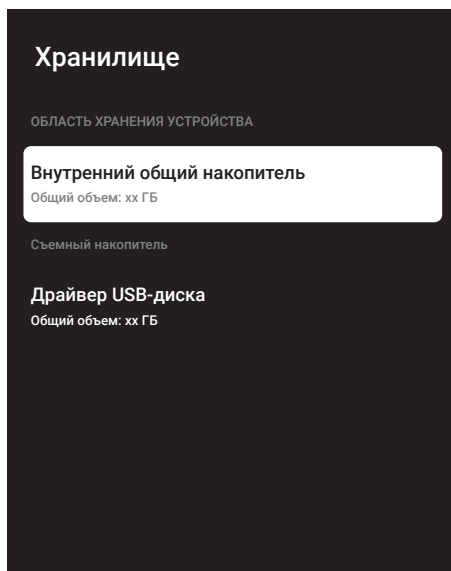 Хранилище
ОБЛАСТЬ ХРАНЕНИЯ УСТРОЙСТВА
Внутренний общий накопитель
Общий объем: xx ГБ
Съемный накопитель
Драйвер USB-диска
Общий объем: xx ГБ